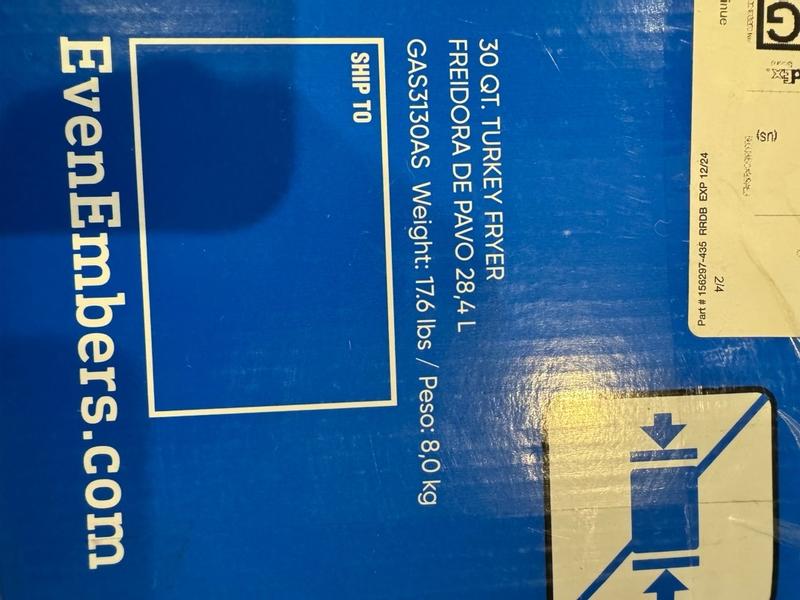 30 QT. TURKEY FRYER
FREIDORA DE PAVO 28,4 L
GAS3130AS Weight: 17.6 lbs / Peso: 8,0 kg
SHIP TO
EvenEmbers.com
inue
G
(US)
2/4
Part # 156297-435 RRDB EXP 12/24